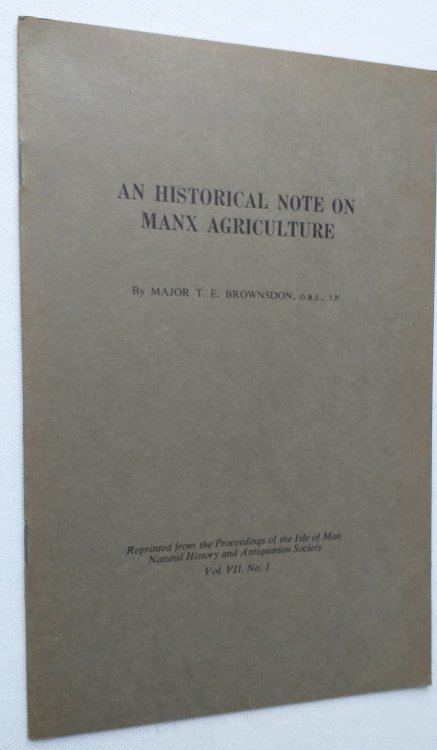 AN HISTORICAL NOTE ON
MANX AGRICULTURE
By MAJOR T. E. BROWNSDON, O.B.E., J.P.
Reprinted from the Proceedings of the Isle of Man
Natural History and Antiquarian Society
Vol. VII. No. 1